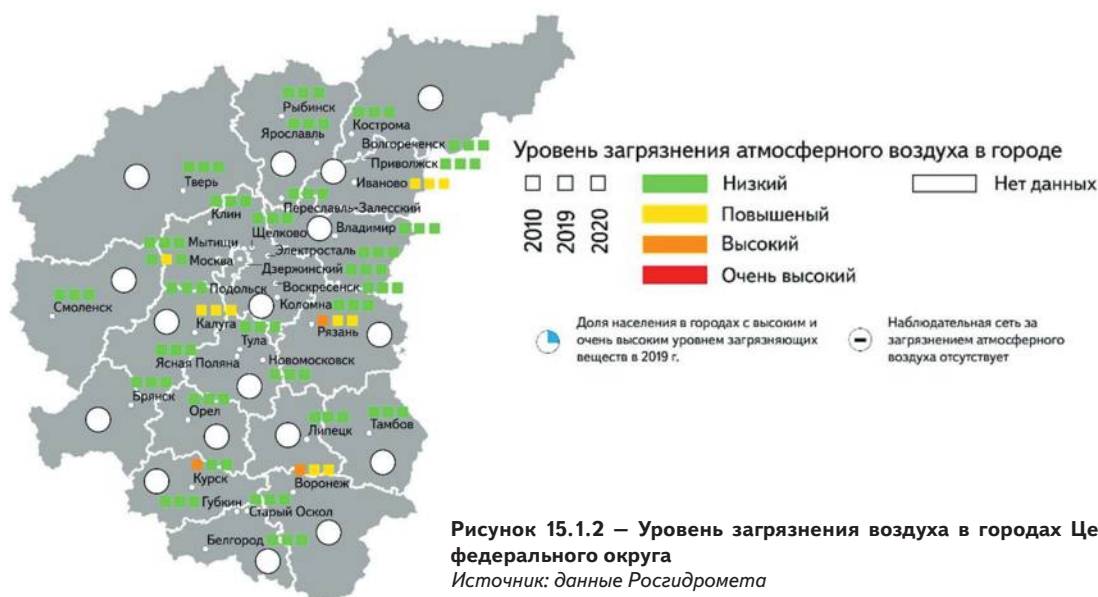 Рыбинск
Ярославль
Кострома
Волгореченск
Приволжск
Иваново
Тверь
Клин
Переславль-Залесский
Щелково
Владимир
Мытищи
Электросталь
Москва
Дзержинский
Подольск
Воскресенск
Смоленск
Коломна
Калуга
Рязань
Тула
Ясная Поляна
Новомосковск
Брянск
Орел
Липецк
Тамбов
Курск
Воронеж
Губкин
Старый Оскол
Белгород
Уровень загрязнения атмосферного воздуха в городе
2010
2019
2020
Низкий
Повышеный
Высокий
Очень высокий
Нет данных
Доля населения в городах с высоким и
очень высоким уровнем загрязняющих
веществ в 2019 г.
Наблюдательная сеть за
загрязнением атмосферного
воздуха отсутствует
Рисунок 15.1.2 – Уровень загрязнения воздуха в городах Це
федерального округа
Источник: данные Росгидромета